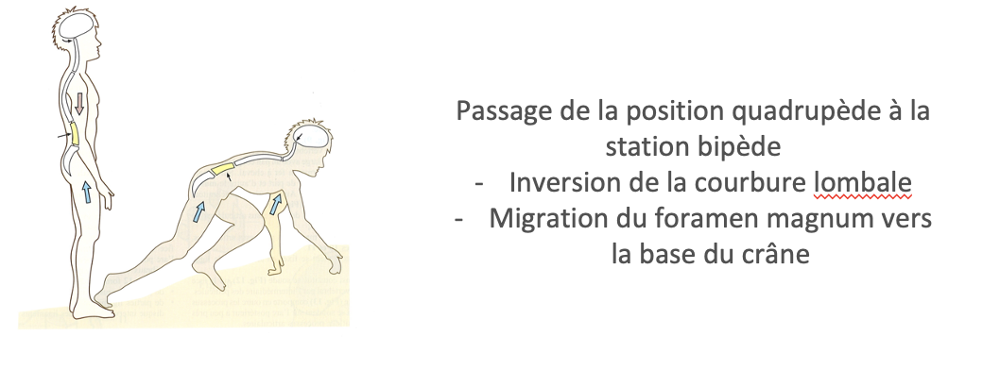 Passage de la position quadrupède à la
station bipède
- Inversion de la courbure lombale
- Migration du foramen magnum vers
la base du crâne